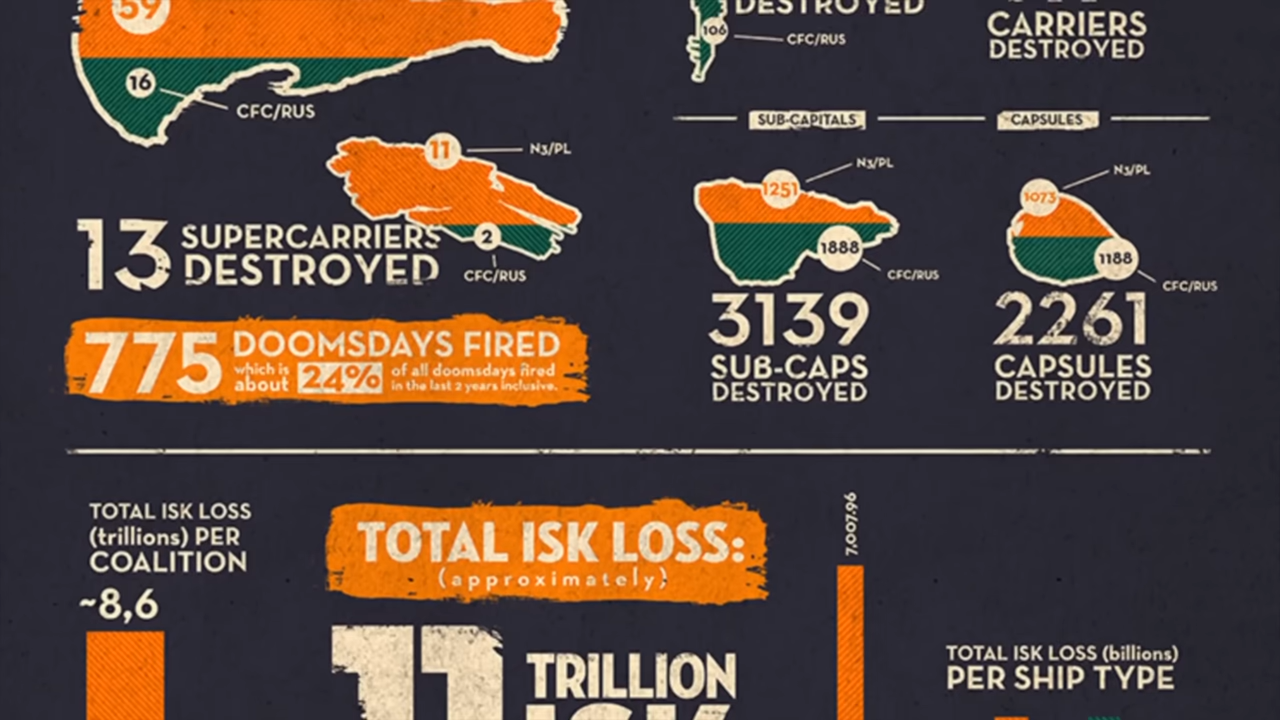 59
16
CFC/RUS
11
N3/PL
2
CFC/RUS
13 SUPERCARRIERS
DESTROYED
775 DOOMSDAYS FIRED
which is
about 24% of all doomsdays fired
in the last 2 years inclusive.
DESTROYED
106
CFC/RUS
CARRIERS
DESTROYED
SUB-CAPITALS
1251
N3/PL
1888
CFC/RUS
3139
SUB-CAPS
DESTROYED
CAPSULES
1073
N3/PL
1188
CFC/RUS
2261
CAPSULES
DESTROYED
TOTAL ISK LOSS
(trillions) PER
COALITION
~8,6
TOTAL ISK LOSS:
(approximately)
11 TRILLION
ISK
7,007.96
TOTAL ISK LOSS (billions)
PER SHIP TYPE